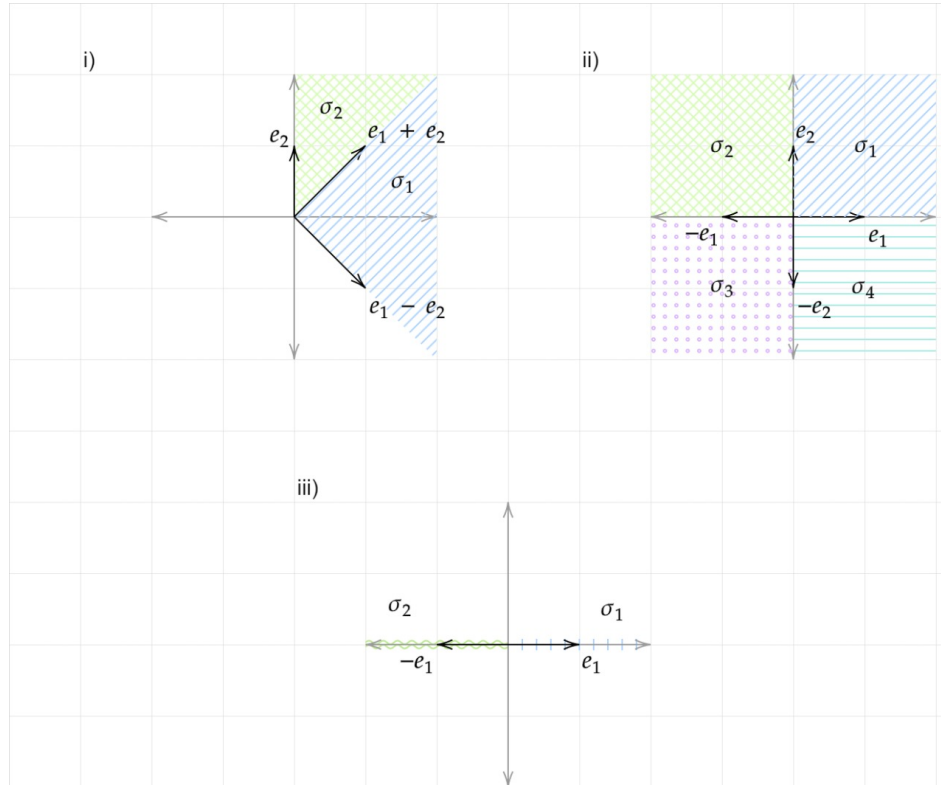 i)
ii)
σ₂
e₂
e₁ + e₂
σ₁
e₁ − e₂
e₂
σ₂
σ₁
−e₁
e₁
σ₃
σ₄
−e₂
iii)
σ₂
σ₁
−e₁
e₁